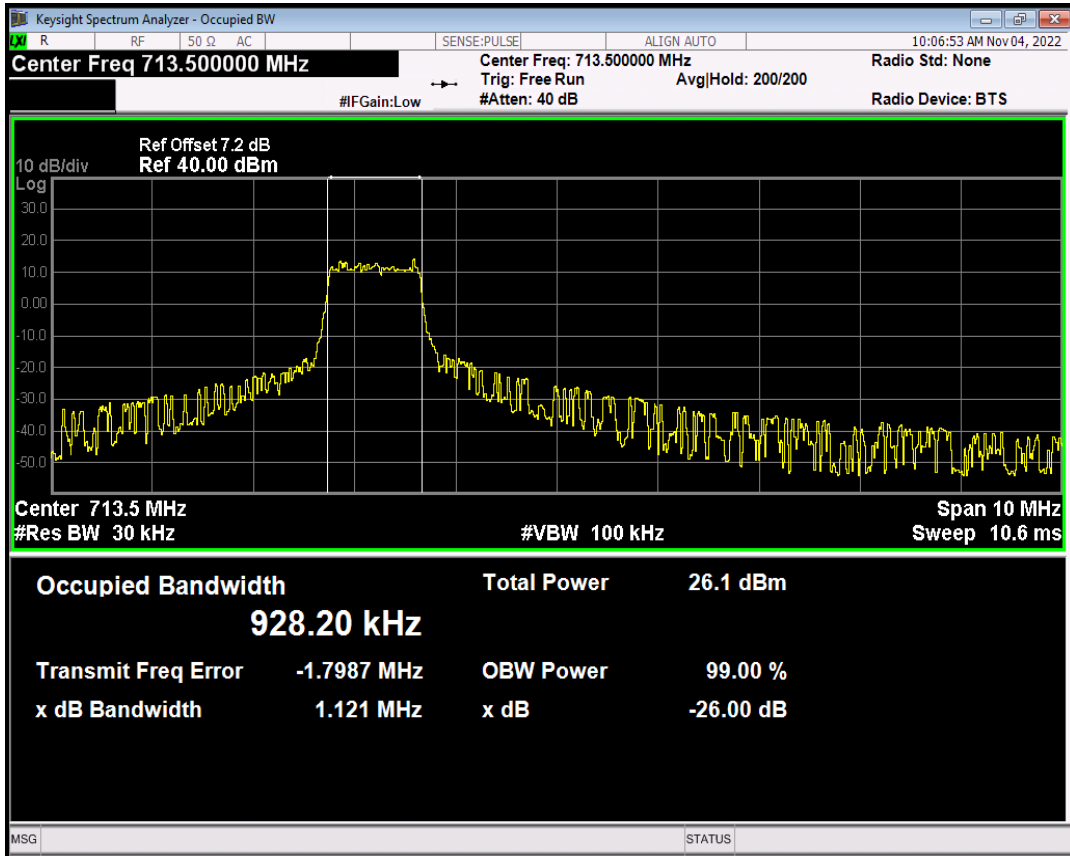 Keysight Spectrum Analyzer - Occupied BW
LXI R RF 50 Ω AC SENSE:PULSE ALIGN AUTO 10:06:53 AM Nov 04, 2022
Center Freq 713.500000 MHz Center Freq: 713.500000 MHz Radio Std: None
Trig: Free Run Avg|Hold: 200/200
#IFGain:Low #Atten: 40 dB Radio Device: BTS
Ref Offset 7.2 dB
10 dB/div Ref 40.00 dBm
Log
30.0
20.0
10.0
0.00
-10.0
-20.0
-30.0
-40.0
-50.0
Center 713.5 MHz Span 10 MHz
#Res BW 30 kHz #VBW 100 kHz Sweep 10.6 ms
Occupied Bandwidth Total Power 26.1 dBm
928.20 kHz
Transmit Freq Error -1.7987 MHz OBW Power 99.00 %
x dB Bandwidth 1.121 MHz x dB -26.00 dB
MSG STATUS